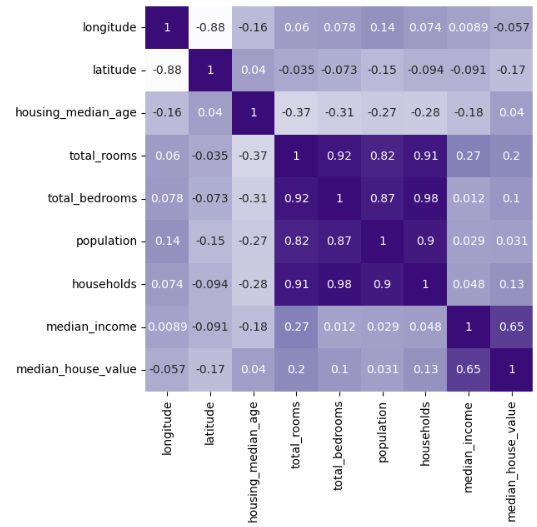 longitude 1 -0.88 -0.16 0.06 0.078 0.14 0.074 0.0089 -0.057
latitude -0.88 1 0.04 -0.035 -0.073 -0.15 -0.094 -0.091 -0.17
housing_median_age -0.16 0.04 1 -0.37 -0.31 -0.27 -0.28 -0.18 0.04
total_rooms 0.06 -0.035 -0.37 1 0.92 0.82 0.91 0.27 0.2
total_bedrooms 0.078 -0.073 -0.31 0.92 1 0.87 0.98 0.012 0.1
population 0.14 -0.15 -0.27 0.82 0.87 1 0.9 0.029 0.031
households 0.074 -0.094 -0.28 0.91 0.98 0.9 1 0.048 0.13
median_income 0.0089 -0.091 -0.18 0.27 0.012 0.029 0.048 1 0.65
median_house_value -0.057 -0.17 0.04 0.2 0.1 0.031 0.13 0.65 1
longitude latitude housing_median_age total_rooms total_bedrooms population households median_income median_house_value